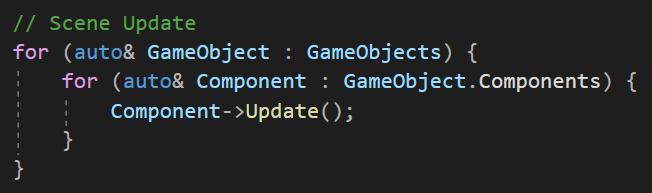 // Scene Update
for (auto& GameObject : GameObjects) {
    for (auto& Component : GameObject.Components) {
        Component->Update();
    }
}